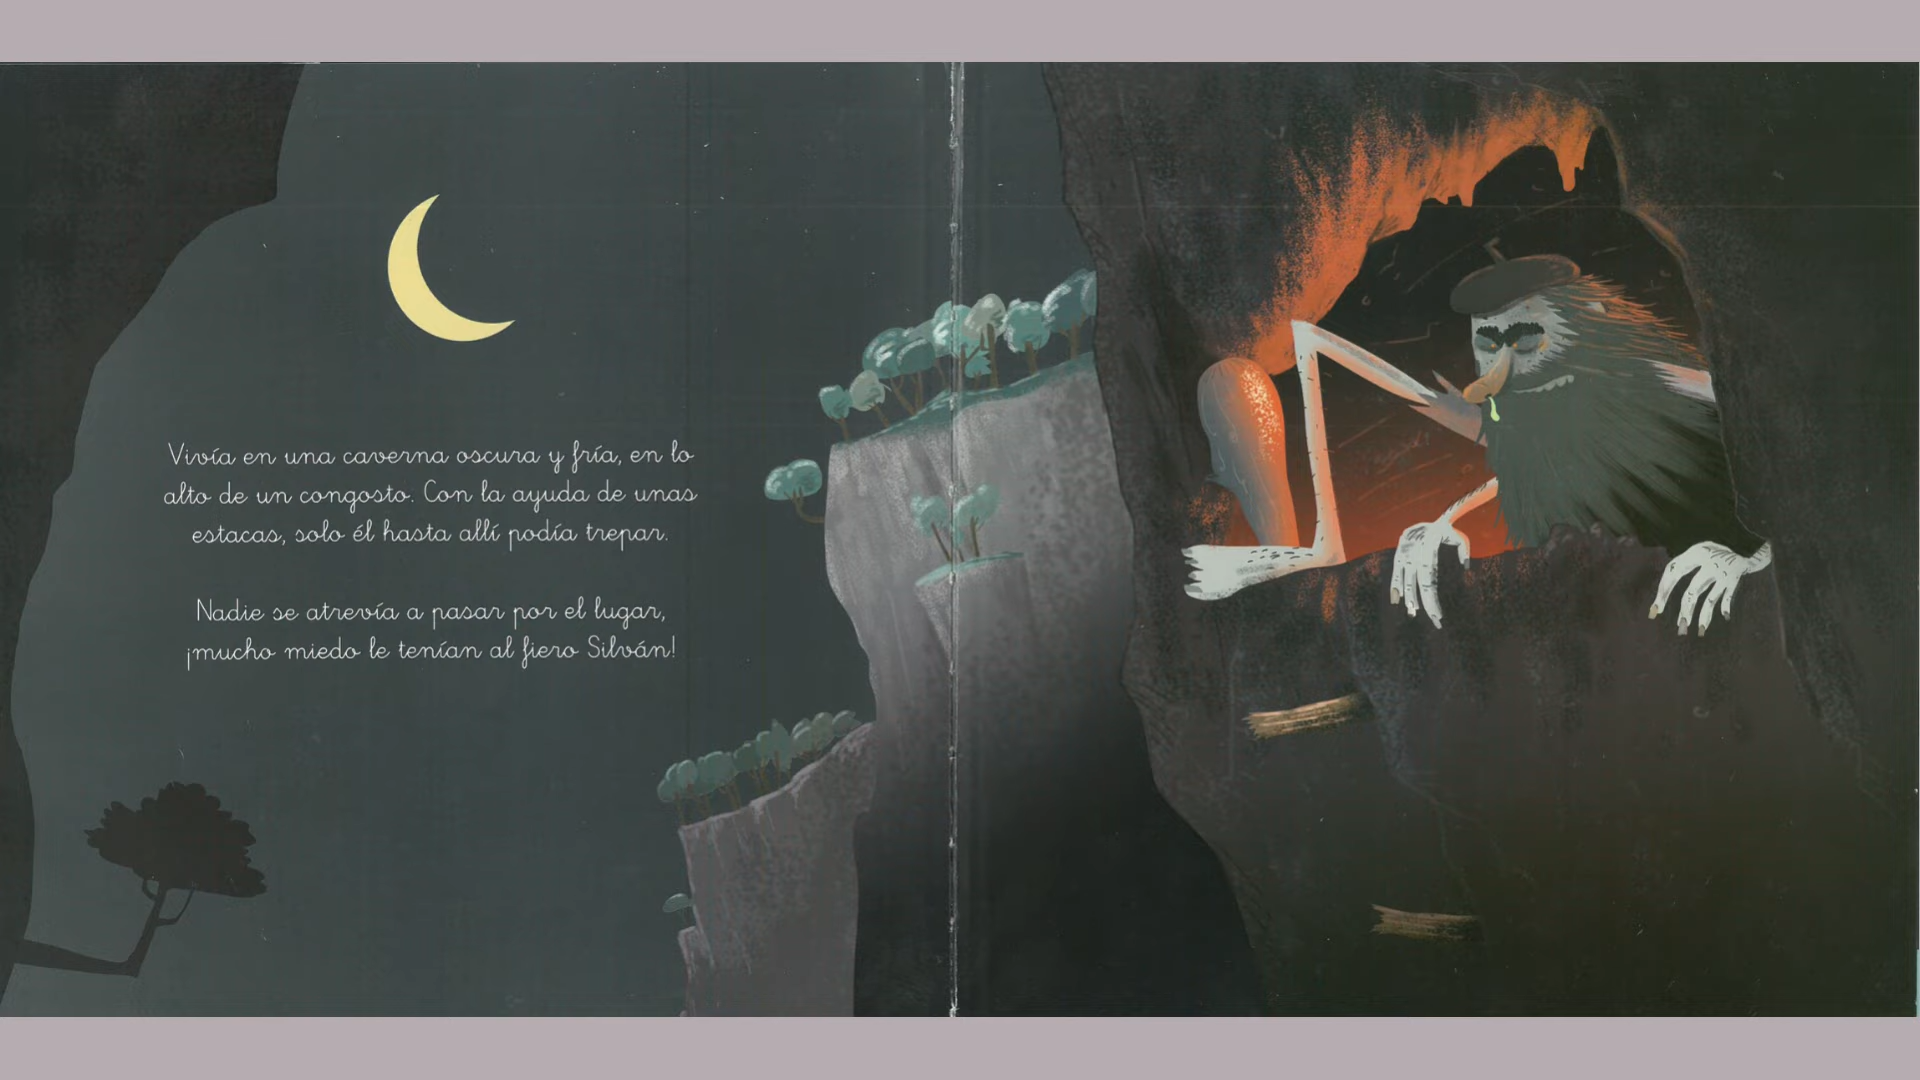 Vivía en una caverna oscura y fría, en lo
alto de un congosto. Con la ayuda de unas
estacas, solo él hasta allí podía trepar.
Nadie se atrevía a pasar por el lugar,
¡mucho miedo le tenían al fiero Silván!